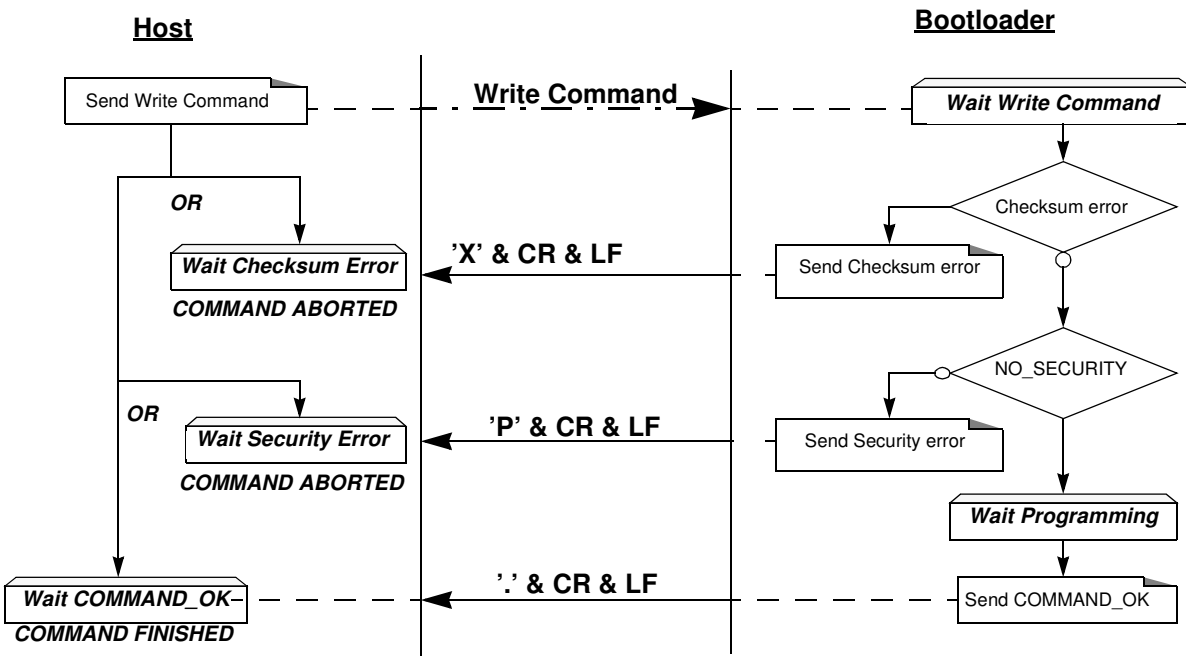 Host
Bootloader
Send Write Command
Write Command
Wait Write Command
OR
Checksum error
Wait Checksum Error
'X' & CR & LF
Send Checksum error
COMMAND ABORTED
NO_SECURITY
OR
Wait Security Error
'P' & CR & LF
Send Security error
COMMAND ABORTED
Wait Programming
Wait COMMAND_OK
'.' & CR & LF
Send COMMAND_OK
COMMAND FINISHED